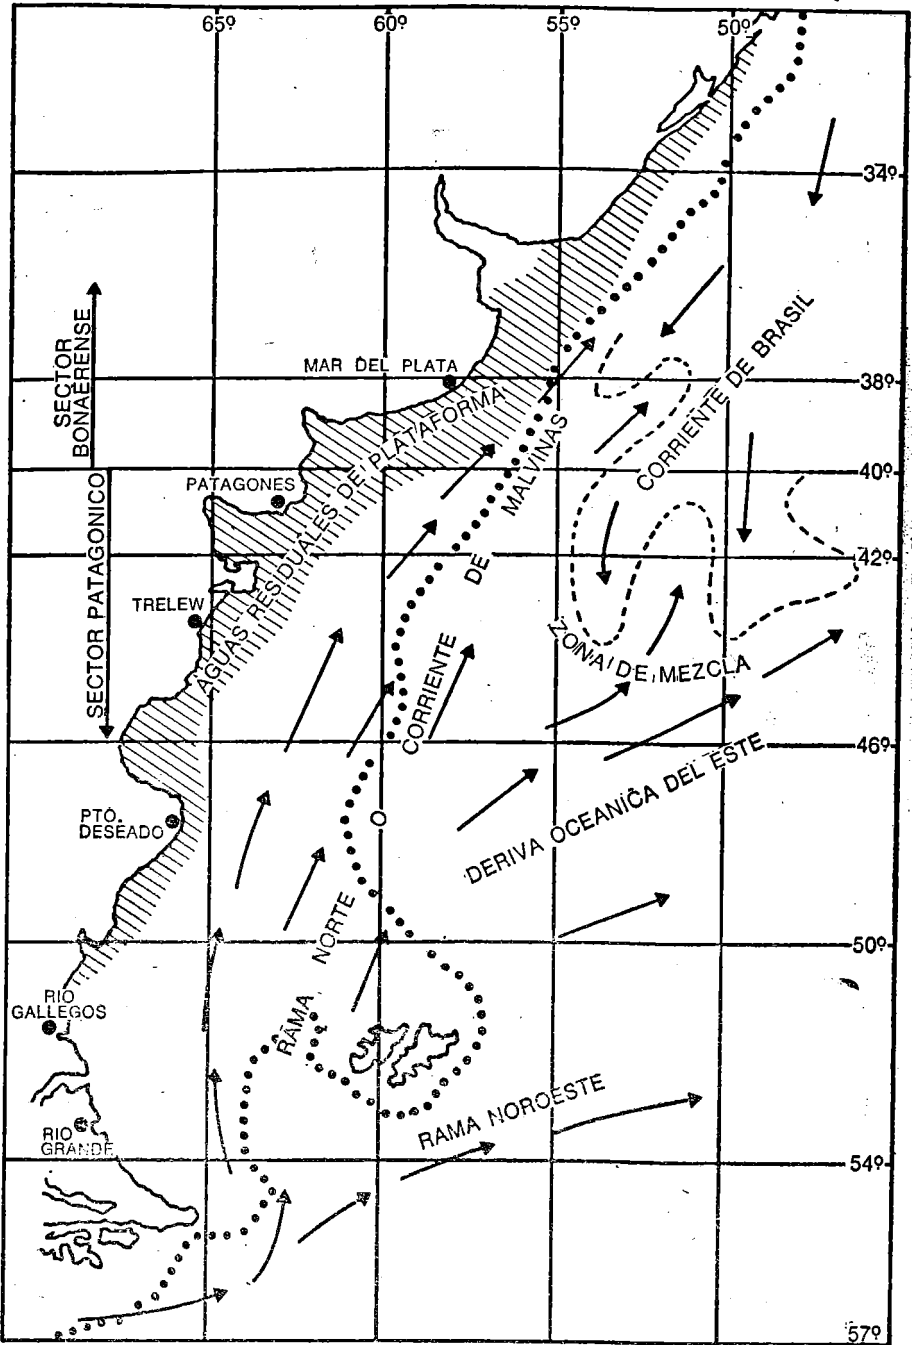 65º
60º
55º
50º
34º
SECTOR
BONAERENSE
CORRIENTE DE BRASIL
MAR DEL PLATA
38º
AGUAS RESIDUALES DE PLATAFORMA
CORRIENTE DE MALVINAS
40º
PATAGONES
SECTOR PATAGONICO
42º
TRELEW
ZONA DE MEZCLA
46º
DERIVA OCEANICA DEL ESTE
PTO.
DESEADO
O
RAMA NORTE
50º
RIO
GALLEGOS
RAMA NOROESTE
RIO
GRANDE
54º
57º